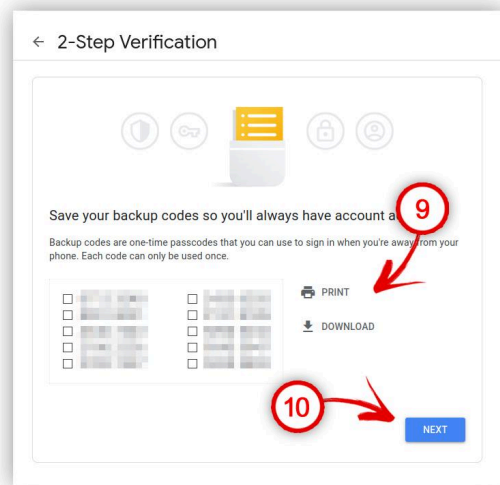 2-Step Verification
Save your backup codes so you'll always have account a
9
Backup codes are one-time passcodes that you can use to sign in when you're away from your
phone. Each code can only be used once.
PRINT
DOWNLOAD
10
NEXT